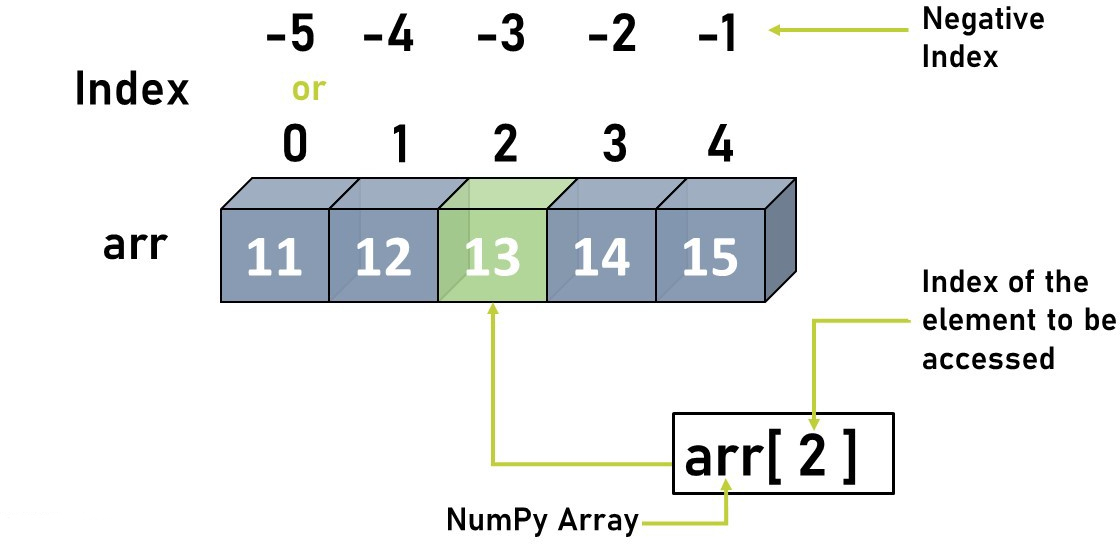 -5 -4 -3 -2 -1
Negative
Index
Index
or
0 1 2 3 4
arr
11 12 13 14 15
Index of the
element to be
accessed
arr[ 2 ]
NumPy Array